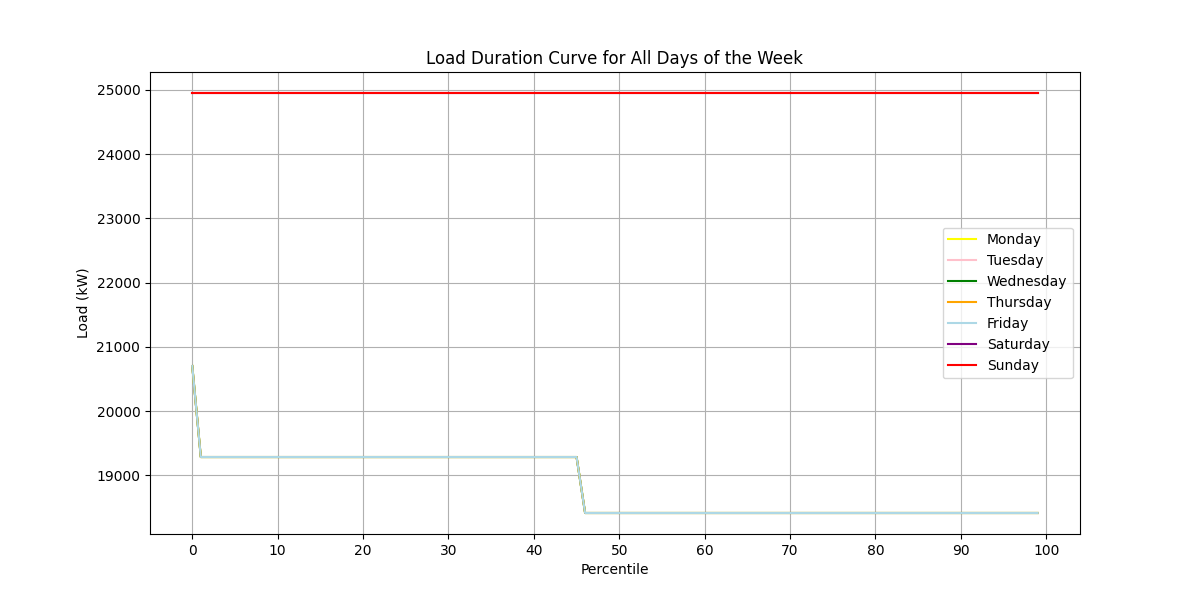 Load Duration Curve for All Days of the Week
Load (kW)
25000
24000
23000
22000
21000
20000
19000
Monday
Tuesday
Wednesday
Thursday
Friday
Saturday
Sunday
0 10 20 30 40 50 60 70 80 90 100
Percentile